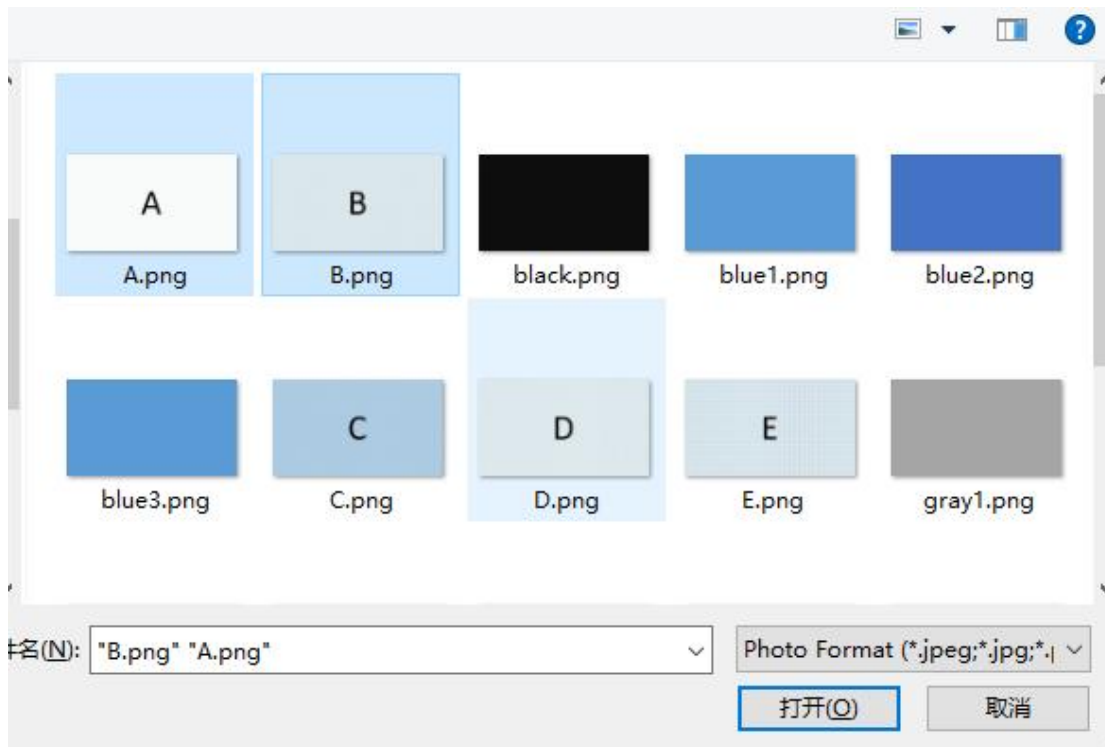 ?
A
B
A.png
B.png
black.png
blue1.png
blue2.png
C
D
E
blue3.png
C.png
D.png
E.png
gray1.png
名(N):
"B.png" "A.png"
Photo Format (*.jpeg;*.jpg;*.
打开(O)
取消